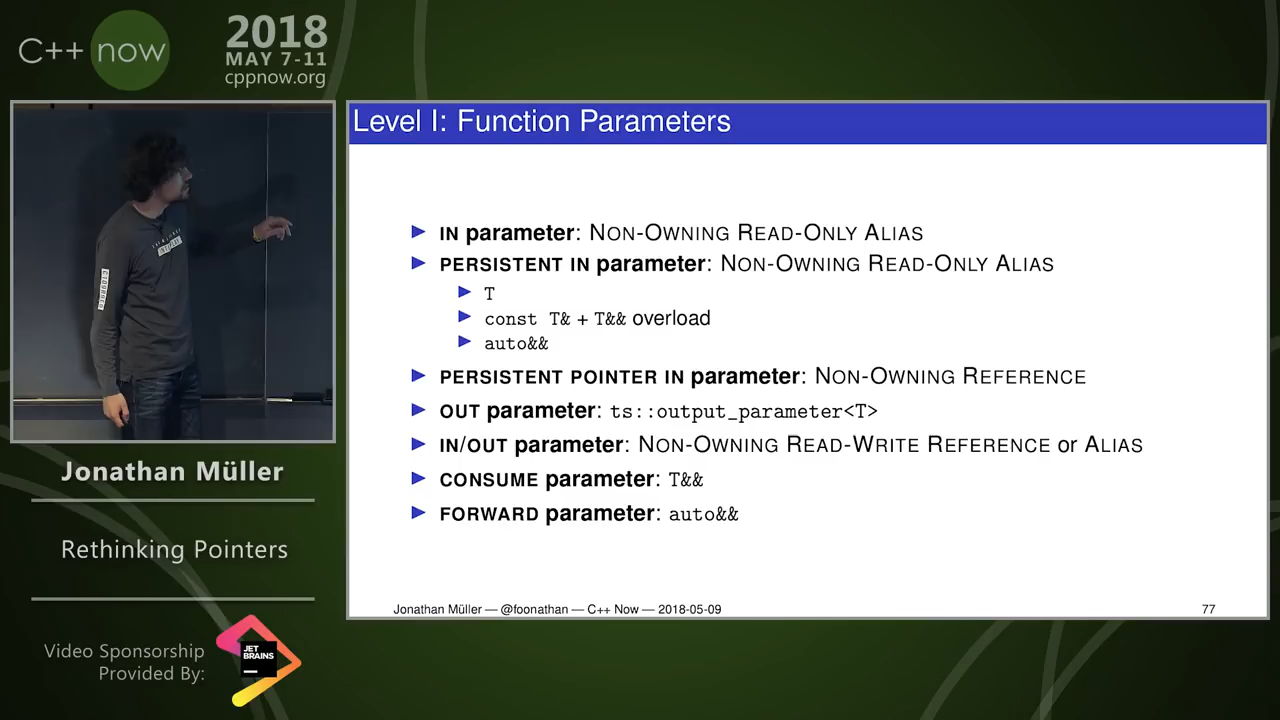 C++ now
2018
MAY 7-11
cppnow.org
Level I: Function Parameters
IN parameter: NON-OWNING READ-ONLY ALIAS
PERSISTENT IN parameter: NON-OWNING READ-ONLY ALIAS
T
const T& + T&& overload
auto&&
PERSISTENT POINTER IN parameter: NON-OWNING REFERENCE
OUT parameter: ts::output_parameter<T>
IN/OUT parameter: NON-OWNING READ-WRITE REFERENCE or ALIAS
CONSUME parameter: T&&
FORWARD parameter: auto&&
Jonathan Müller — @foonathan — C++ Now — 2018-05-09
77
Jonathan Müller
Rethinking Pointers
Video Sponsorship
Provided By:
JET
BRAINS